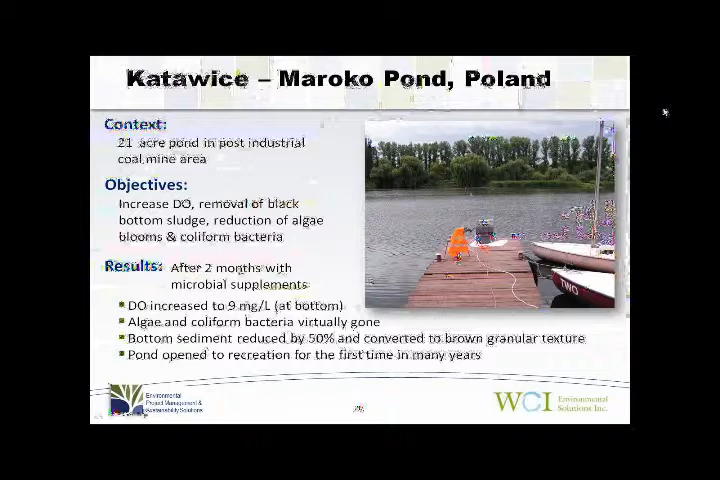 Katawice – Maroko Pond, Poland
Context:
21 acre pond in post industrial
coal mine area
Objectives:
Increase DO, removal of black
bottom sludge, reduction of algae
blooms & coliform bacteria
Results: After 2 months with
microbial supplements
DO increased to 9 mg/L (at bottom)
Algae and coliform bacteria virtually gone
Bottom sediment reduced by 50% and converted to brown granular texture
Pond opened to recreation for the first time in many years
TWO
Environmental
Project Management &
Sustainability Solutions
WCI Environmental
Solutions Inc.